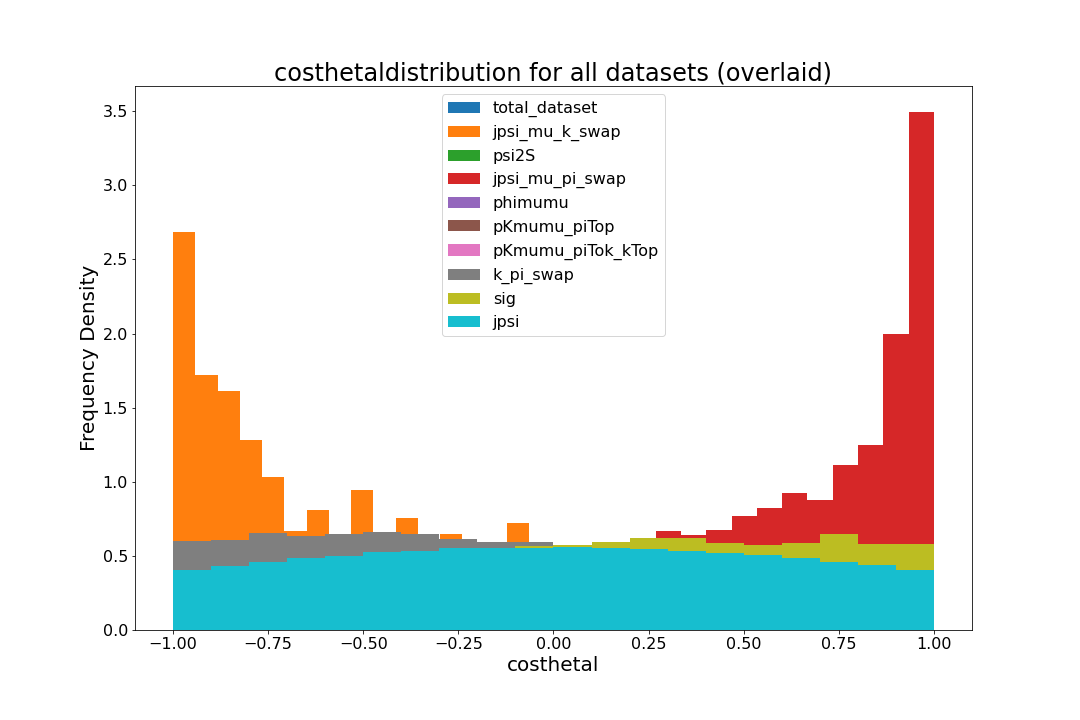 costhetaldistribution for all datasets (overlaid)
total_dataset
jpsi_mu_k_swap
psi2S
jpsi_mu_pi_swap
phimumu
pKmumu_piTop
pKmumu_piTok_kTop
k_pi_swap
sig
jpsi
Frequency Density
3.5
3.0
2.5
2.0
1.5
1.0
0.5
0.0
−1.00 −0.75 −0.50 −0.25 0.00 0.25 0.50 0.75 1.00
costhetal